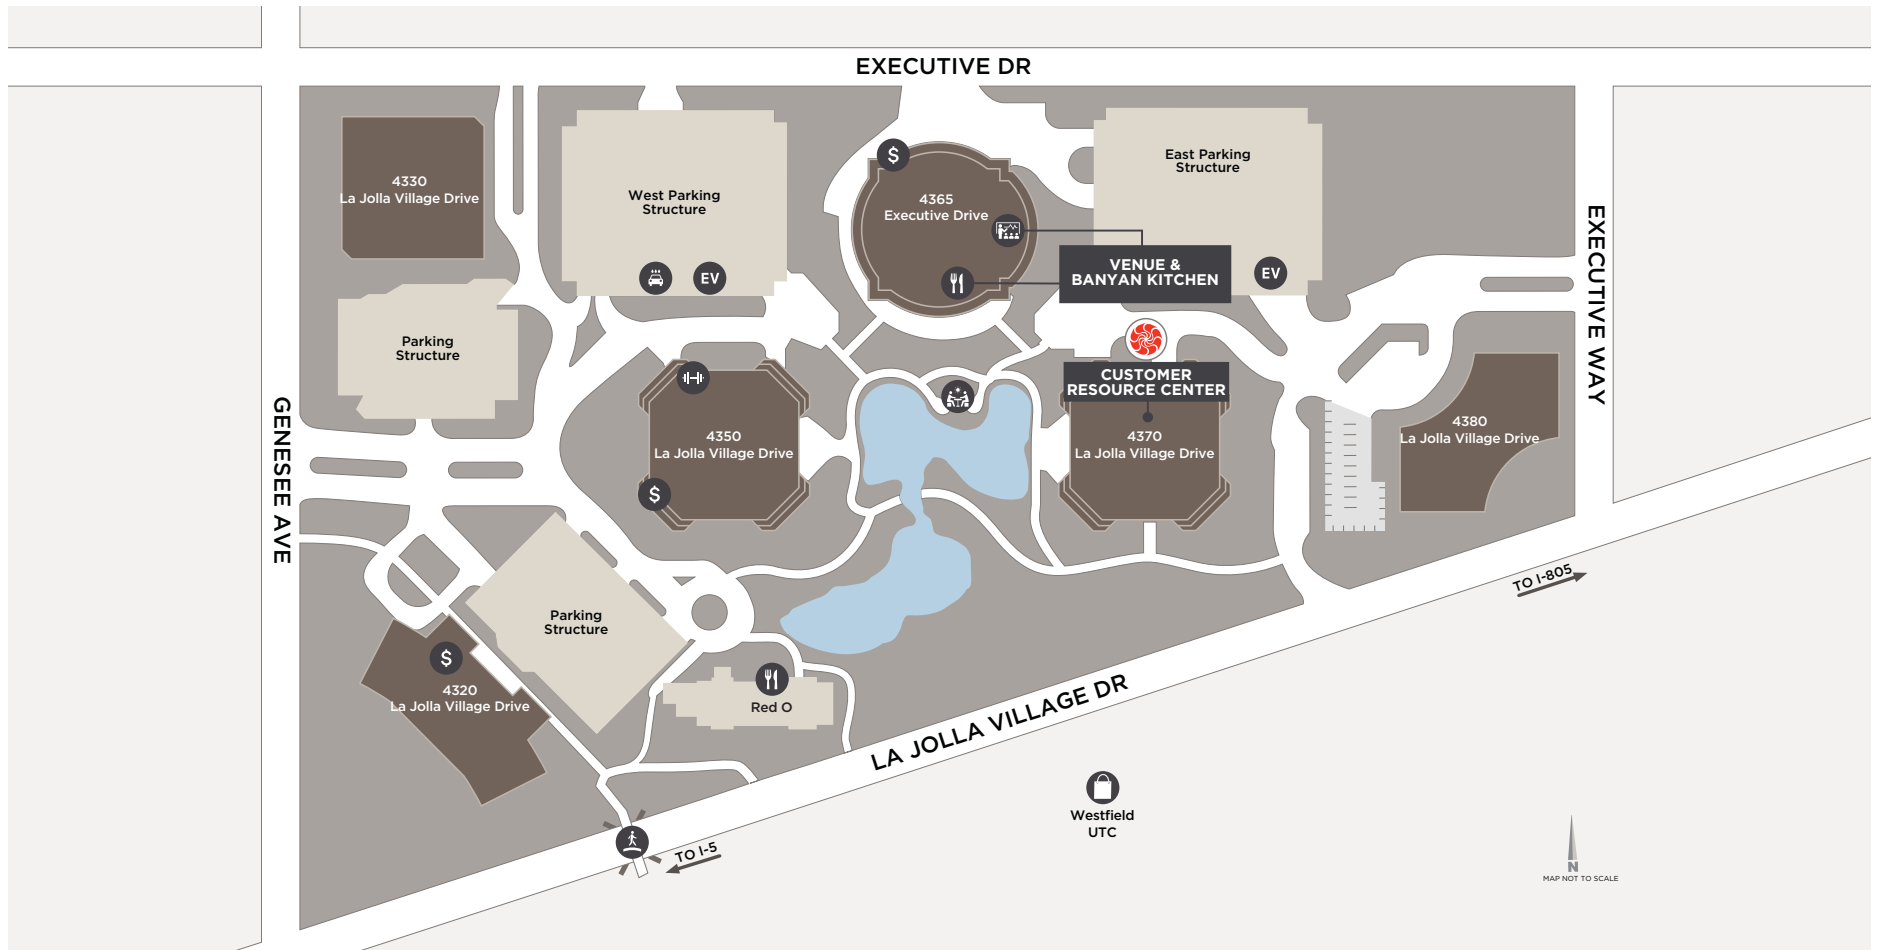 EXECUTIVE DR
4330
La Jolla Village Drive
West Parking
Structure
EV
$
4365
Executive Drive
East Parking
Structure
EV
VENUE &
BANYAN KITCHEN
EXECUTIVE WAY
Parking
Structure
GENESEE AVE
4350
La Jolla Village Drive
$
CUSTOMER
RESOURCE CENTER
4370
La Jolla Village Drive
4380
La Jolla Village Drive
TO I-805
Parking
Structure
$
4320
La Jolla Village Drive
Red O
LA JOLLA VILLAGE DR
Westfield
UTC
TO I-5
N
MAP NOT TO SCALE